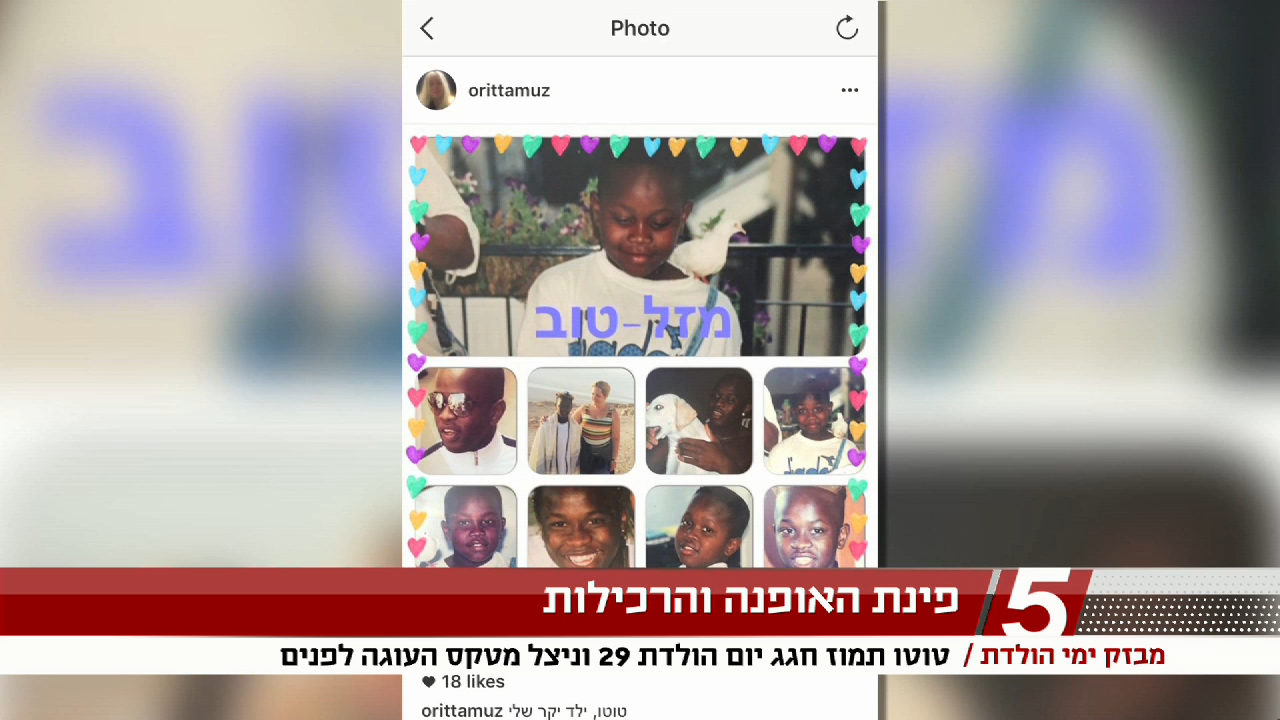 Photo
orittamuz
מזל-טוב
פינת האופנה והרכילות
5
מבזק ימי הולדת / טוטו תמוז חגג יום הולדת 29 וניצל מטקס העוגה לפנים
18 likes
orittamuz טוטו, ילד יקר שלי